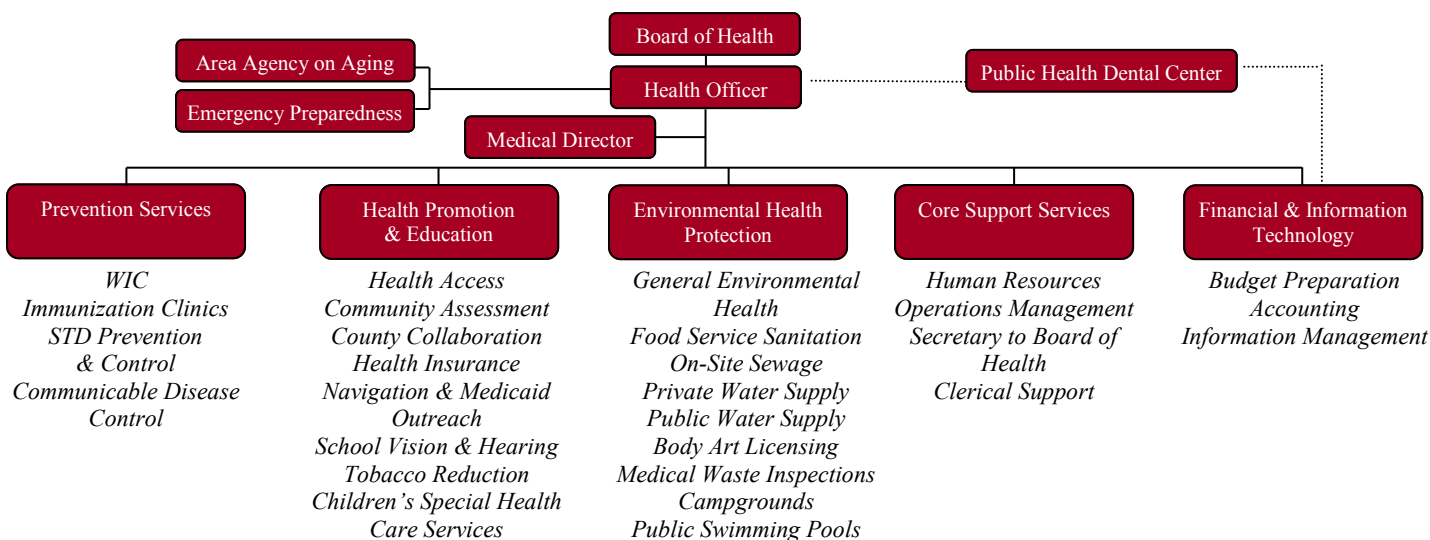 Board of Health
Area Agency on Aging
Public Health Dental Center
Health Officer
Emergency Preparedness
Medical Director
Prevention Services
Health Promotion
& Education
Environmental Health
Protection
Core Support Services
Financial & Information
Technology
WIC
Immunization Clinics
STD Prevention
& Control
Communicable Disease
Control
Health Access
Community Assessment
County Collaboration
Health Insurance
Navigation & Medicaid
Outreach
School Vision & Hearing
Tobacco Reduction
Children’s Special Health
Care Services
General Environmental
Health
Food Service Sanitation
On-Site Sewage
Private Water Supply
Public Water Supply
Body Art Licensing
Medical Waste Inspections
Campgrounds
Public Swimming Pools
Human Resources
Operations Management
Secretary to Board of
Health
Clerical Support
Budget Preparation
Accounting
Information Management